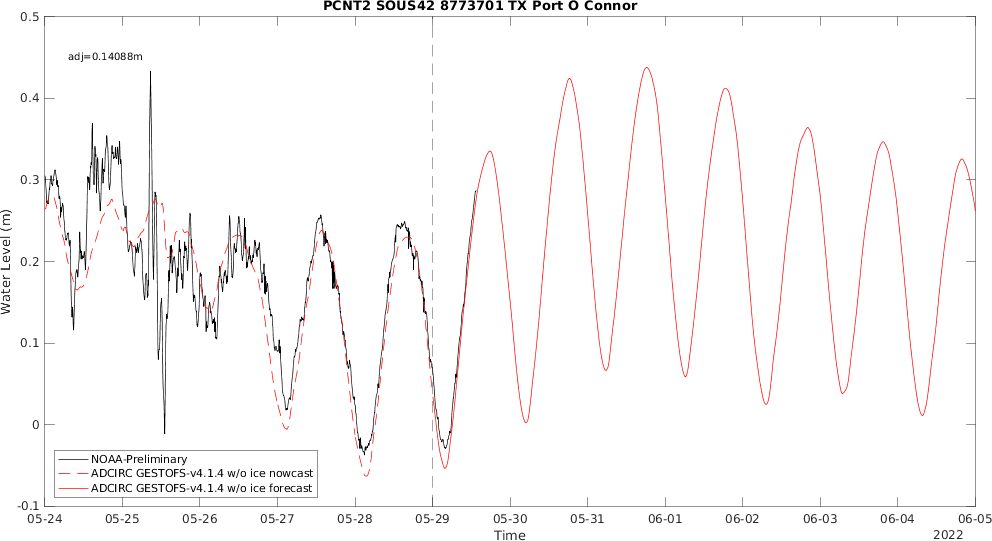 PCNT2 SOUS42 8773701 TX Port O Connor
adj=0.14088m
0.5
0.4
0.3
0.2
0.1
0
-0.1
Water Level (m)
NOAA-Preliminary
ADCIRC GESTOFS-v4.1.4 w/o ice nowcast
ADCIRC GESTOFS-v4.1.4 w/o ice forecast
05-24 05-25 05-26 05-27 05-28 05-29 05-30 05-31 06-01 06-02 06-03 06-04 06-05
Time
2022